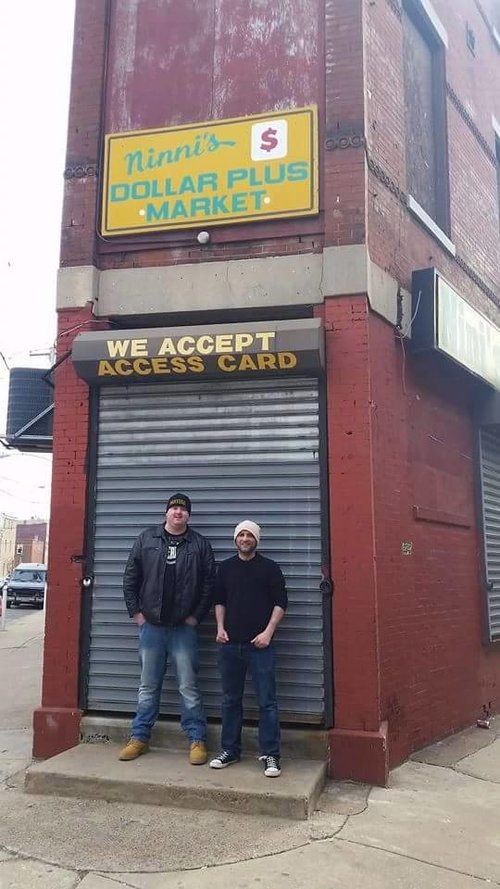 Ninni's $
DOLLAR PLUS
MARKET
WE ACCEPT
ACCESS CARD